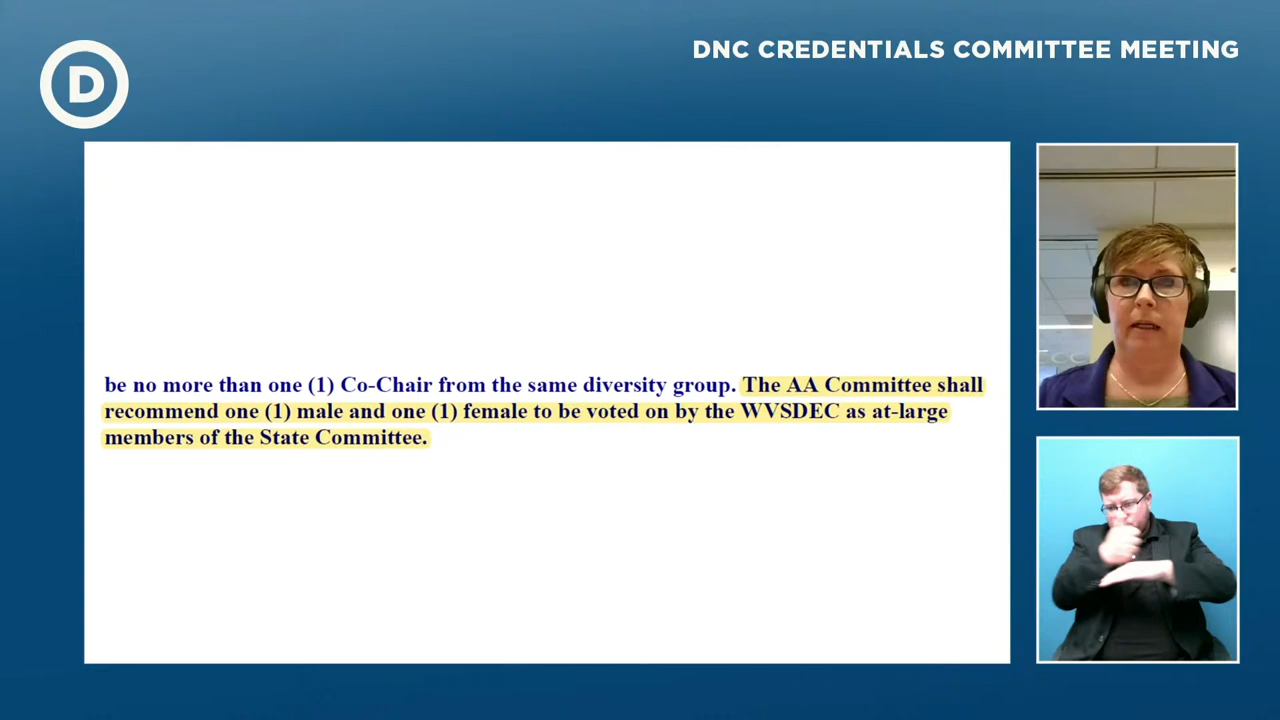 D
DNC CREDENTIALS COMMITTEE MEETING
be no more than one (1) Co-Chair from the same diversity group. The AA Committee shall
recommend one (1) male and one (1) female to be voted on by the WVSDEC as at-large
members of the State Committee.